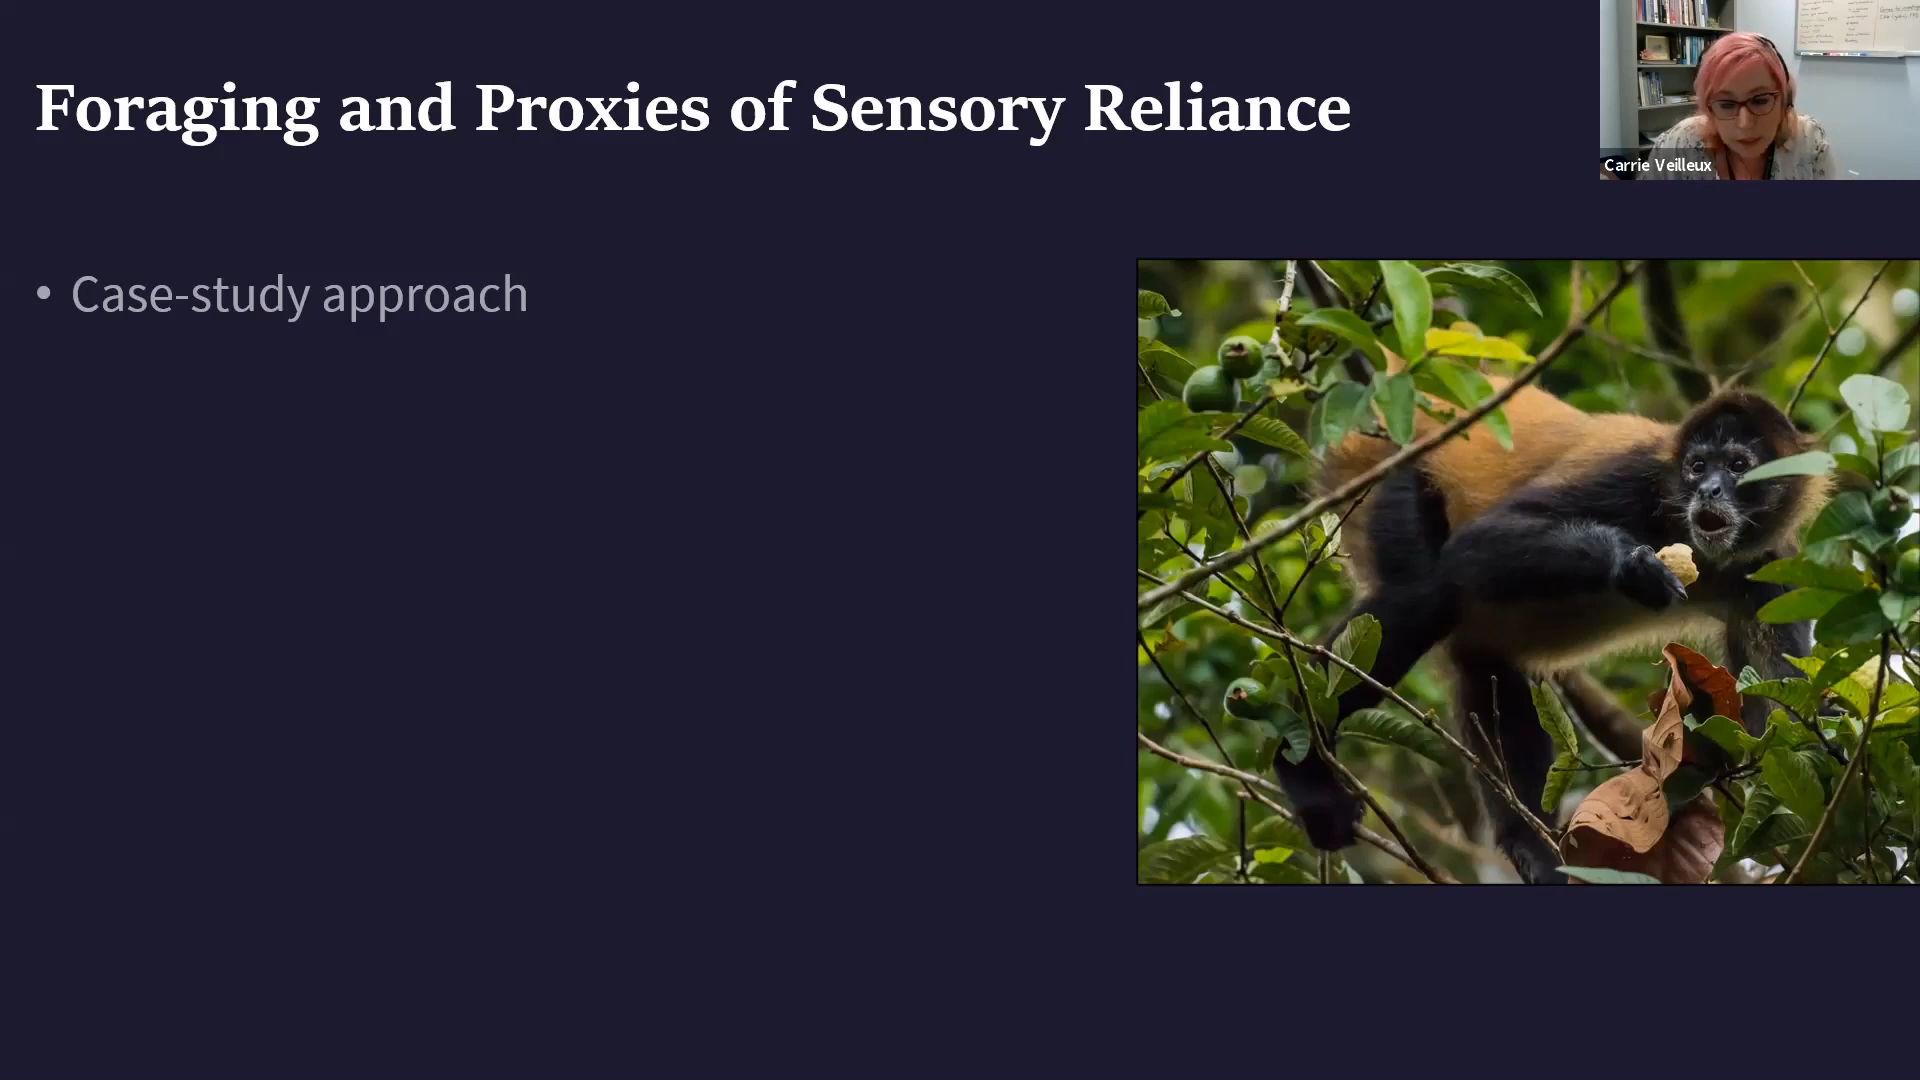 Foraging and Proxies of Sensory Reliance
Carrie Veilleux
• Case-study approach